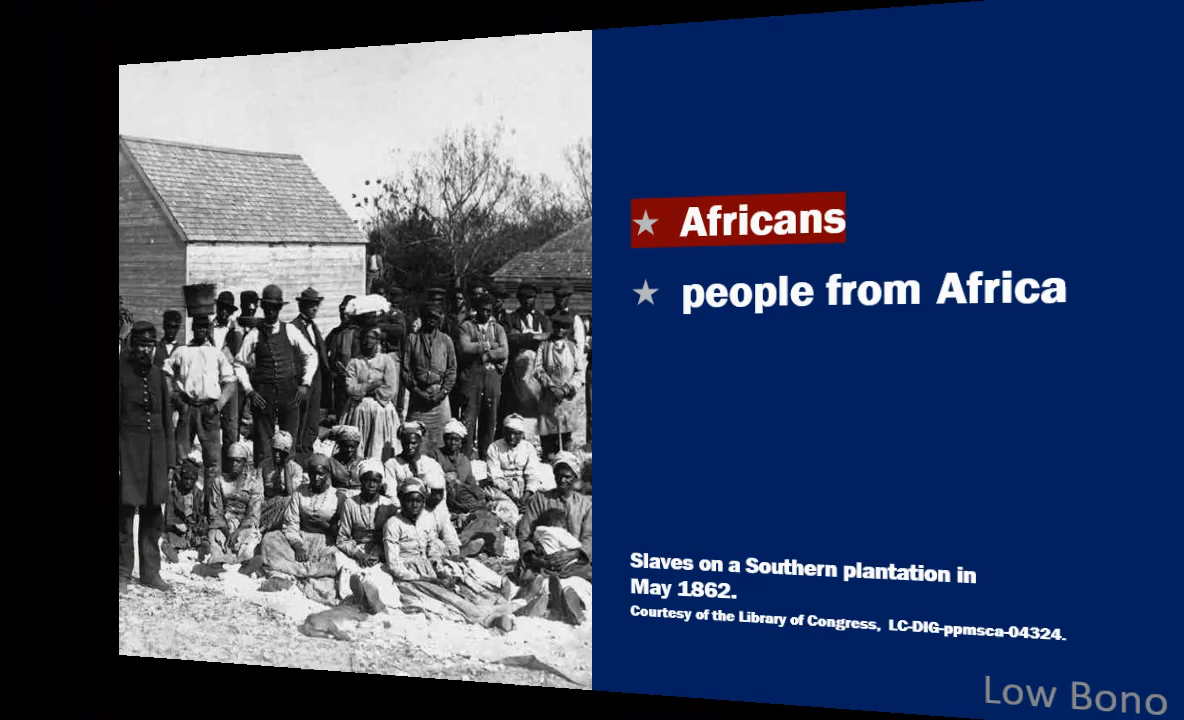 Africans
people from Africa
Slaves on a Southern plantation in
May 1862.
Courtesy of the Library of Congress, LC-DIG-ppmsca-04324.
Low Bono